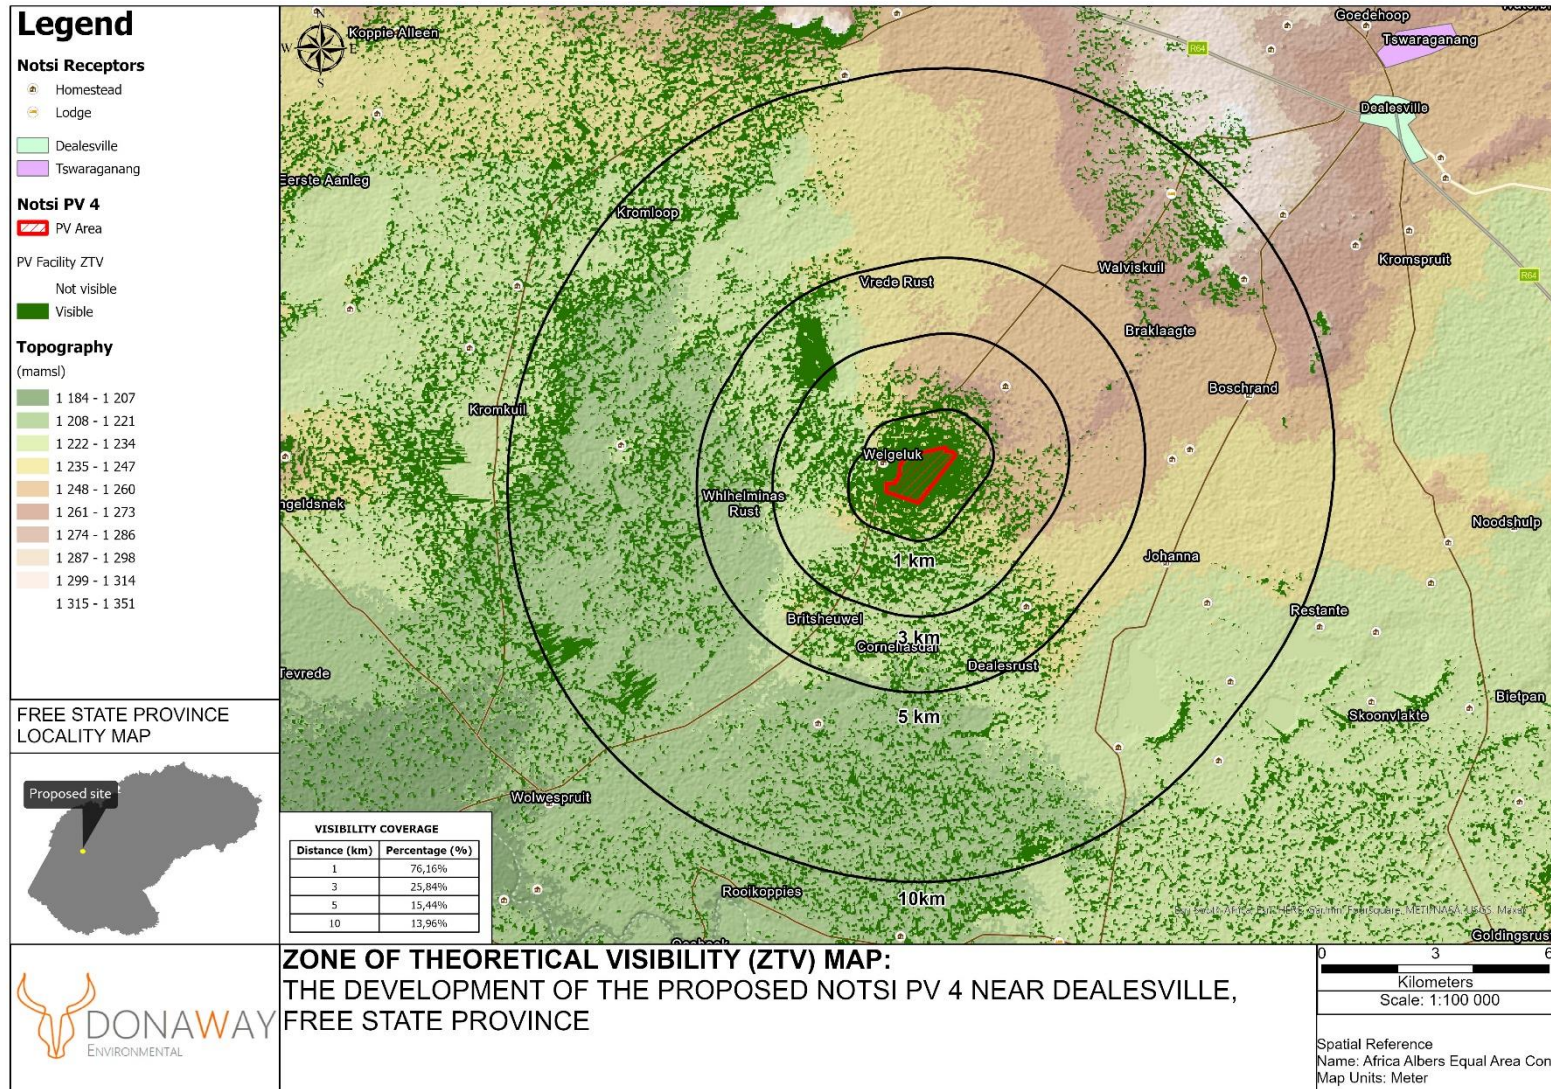 Legend
Notsi Receptors
Homestead
Lodge
Dealesville
Tswaraganang
Notsi PV 4
PV Area
PV Facility ZTV
Not visible
Visible
Topography
(mamsl)
1 184 - 1 207
1 208 - 1 221
1 222 - 1 234
1 235 - 1 247
1 248 - 1 260
1 261 - 1 273
1 274 - 1 286
1 287 - 1 298
1 299 - 1 314
1 315 - 1 351
FREE STATE PROVINCE
LOCALITY MAP
Proposed site
DONAWAY
ENVIRONMENTAL
N
W
E
S
Koppie Alleen
Goedehoop
Tswaraganang
R64
Dealesville
Eerste Aanleg
Kromloop
Kromspruit
Walviskuil
R64
Vrede Rust
Braklaagte
Boschrand
Kromkuil
Welgeluk
Whlhelminas
Rust
ngeldsnek
Noodshulp
1 km
Johanna
Restante
Britsheuwel
3 km
Corneliasdal
Dealesrust
Tevrede
Bietpan
5 km
Skoonvlakte
Wolwespruit
Rooikoppies
10km
Goldingsrust
VISIBILITY COVERAGE
Distance (km) Percentage (%)
1 76,16%
3 25,84%
5 15,44%
10 13,96%
ZONE OF THEORETICAL VISIBILITY (ZTV) MAP:
THE DEVELOPMENT OF THE PROPOSED NOTSI PV 4 NEAR DEALESVILLE,
FREE STATE PROVINCE
0 3 6
Kilometers
Scale: 1:100 000
Spatial Reference
Name: Africa Albers Equal Area Con
Map Units: Meter